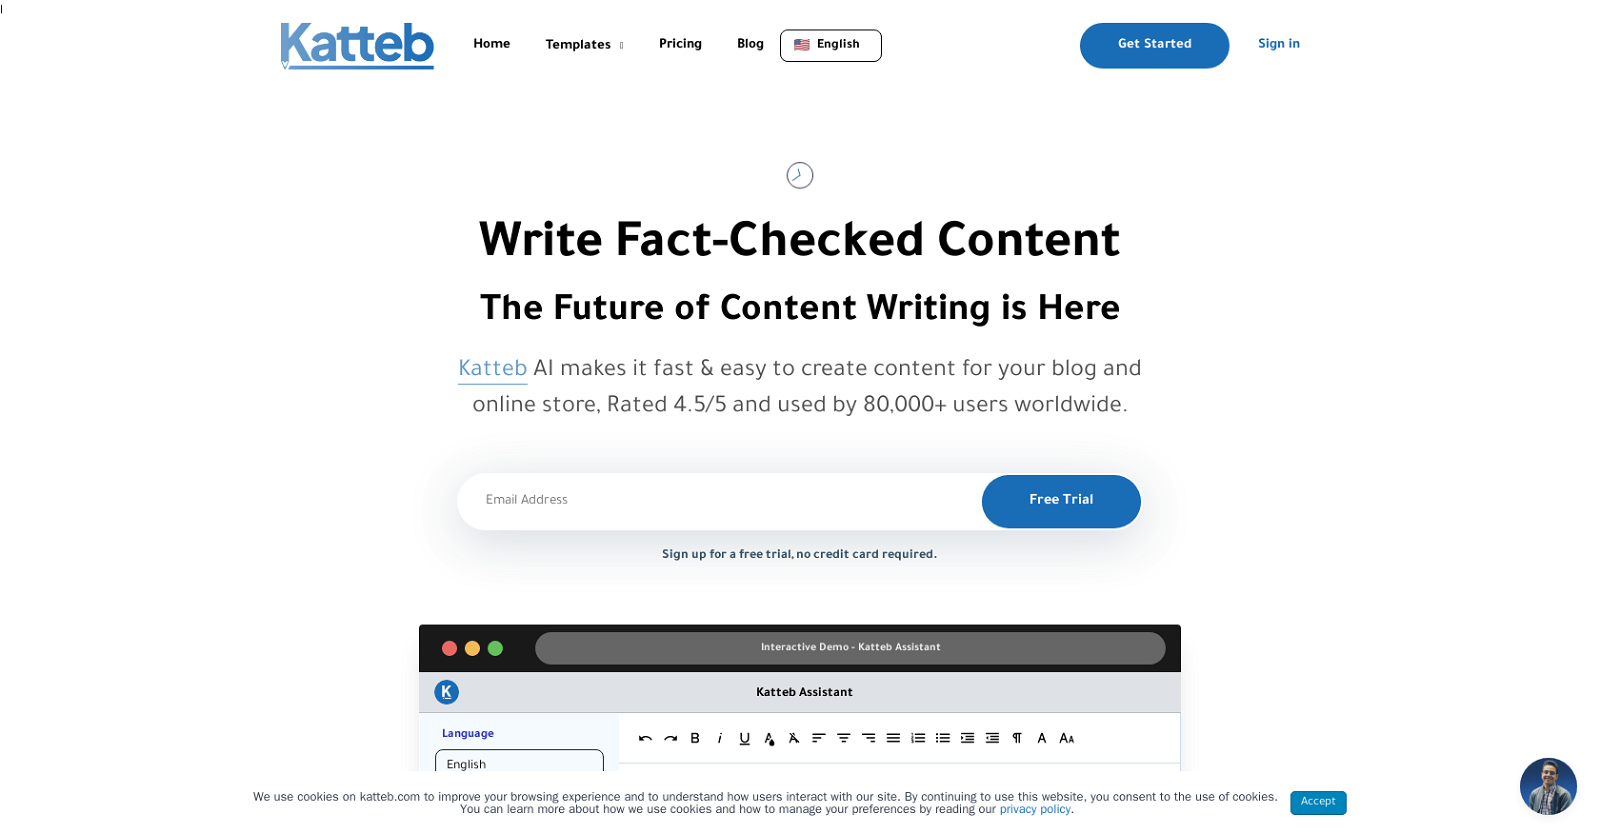 Katteb
Home
Templates
Pricing
Blog
English
Get Started
Sign in
Write Fact-Checked Content
The Future of Content Writing is Here
Katteb AI makes it fast & easy to create content for your blog and
online store, Rated 4.5/5 and used by 80,000+ users worldwide.
Email Address
Free Trial
Sign up for a free trial, no credit card required.
Interactive Demo - Katteb Assistant
K
Katteb Assistant
Language
English
We use cookies on katteb.com to improve your browsing experience and to understand how users interact with our site. By continuing to use this website, you consent to the use of cookies.
You can learn more about how we use cookies and how to manage your preferences by reading our privacy policy.
Accept